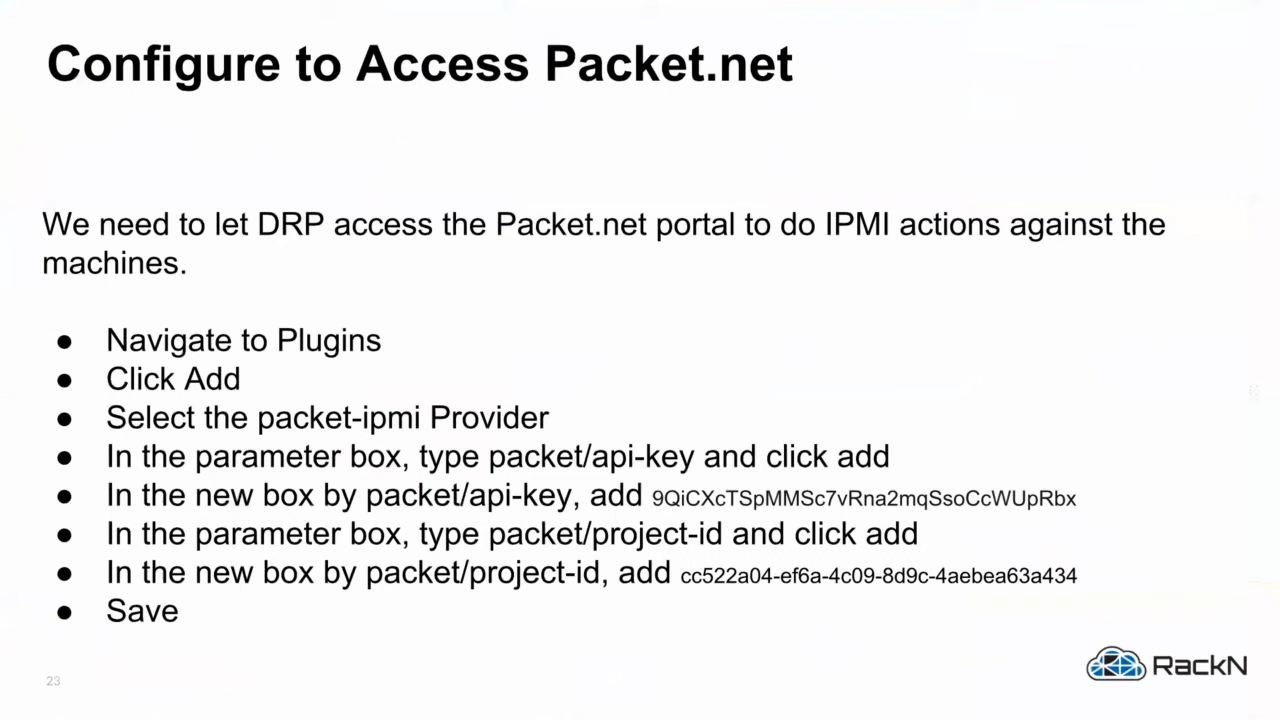 Configure to Access Packet.net
We need to let DRP access the Packet.net portal to do IPMI actions against the
machines.
● Navigate to Plugins
● Click Add
● Select the packet-ipmi Provider
● In the parameter box, type packet/api-key and click add
● In the new box by packet/api-key, add 9QiCXcTSpMMSc7vRna2mqSsoCcWUpRbx
● In the parameter box, type packet/project-id and click add
● In the new box by packet/project-id, add cc522a04-ef6a-4c09-8d9c-4aebea63a434
● Save
23
RackN